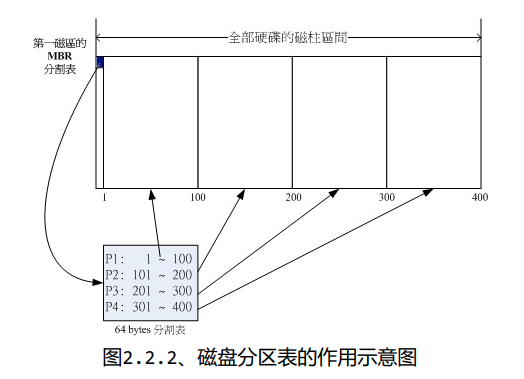 全部硬碟的磁柱區間
第一磁區的
MBR
分割表
1 100 200 300 400
P1: 1 ~ 100
P2: 101 ~ 200
P3: 201 ~ 300
P4: 301 ~ 400
64 bytes 分割表
图2.2.2、磁盘分区表的作用示意图